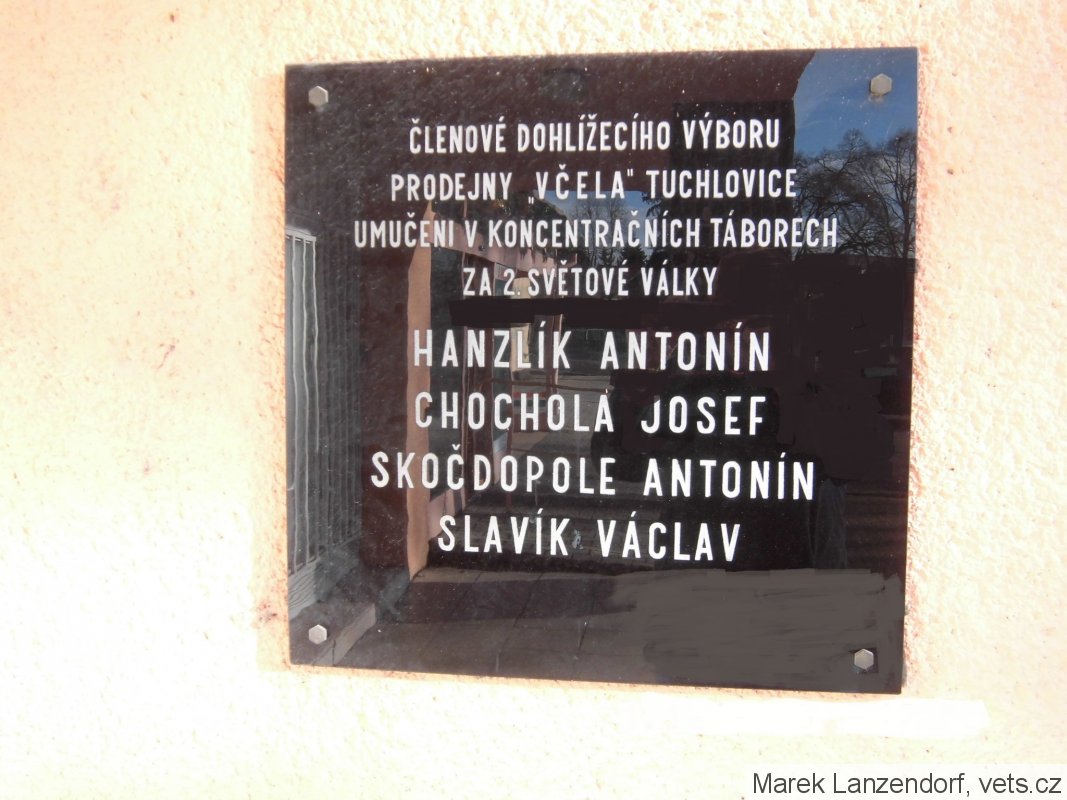 ČLENOVÉ DOHLÍŽECÍHO VÝBORU
PRODEJNY „VČELA" TUCHLOVICE
UMUČENI V KONCENTRAČNÍCH TÁBORECH
ZA 2. SVĚTOVÉ VÁLKY
HANZLÍK ANTONÍN
CHOCHOLA JOSEF
SKOČDOPOLE ANTONÍN
SLAVÍK VÁCLAV
Marek Lanzendorf, vets.cz